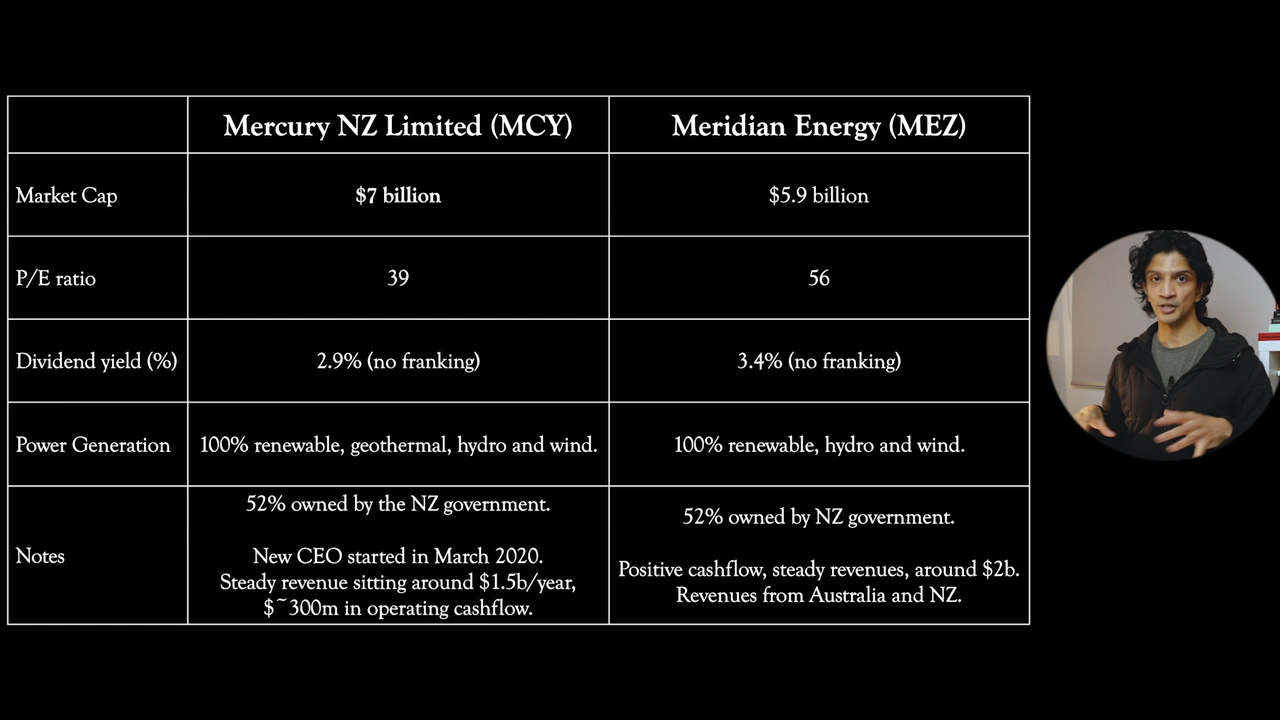 Mercury NZ Limited (MCY)
Meridian Energy (MEZ)
Market Cap
$7 billion
$5.9 billion
P/E ratio
39
56
Dividend yield (%)
2.9% (no franking)
3.4% (no franking)
Power Generation
100% renewable, geothermal, hydro and wind.
100% renewable, hydro and wind.
Notes
52% owned by the NZ government.
New CEO started in March 2020.
Steady revenue sitting around $1.5b/year,
$~300m in operating cashflow.
52% owned by NZ government.
Positive cashflow, steady revenues, around $2b.
Revenues from Australia and NZ.